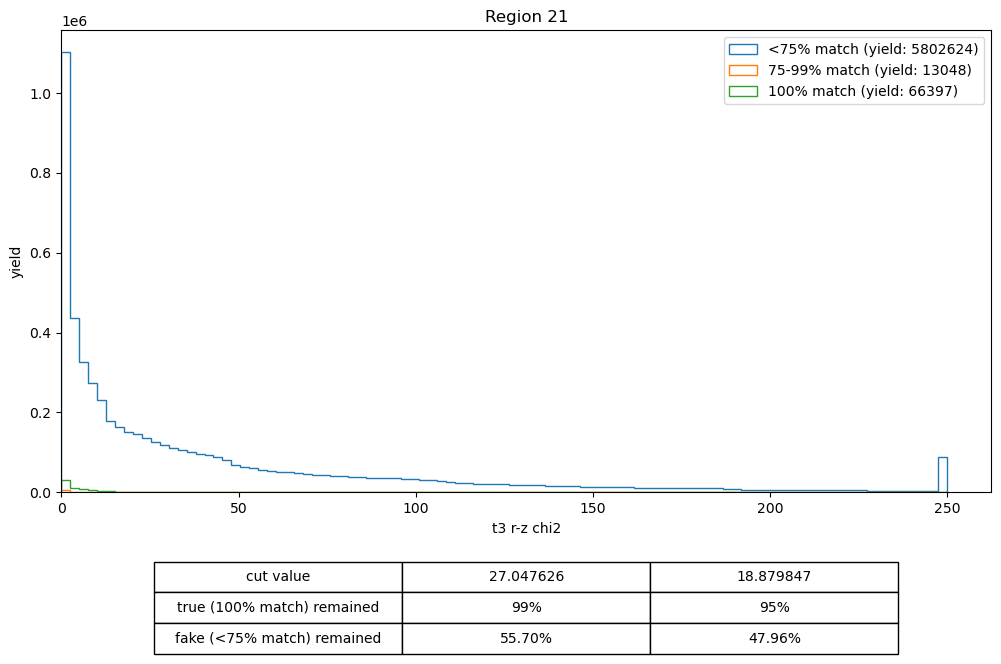 Region 21
1e6
<75% match (yield: 5802624)
75-99% match (yield: 13048)
100% match (yield: 66397)
1.0
0.8
0.6
0.4
0.2
0.0
yield
0 50 100 150 200 250
t3 r-z chi2
cut value 27.047626 18.879847
true (100% match) remained 99% 95%
fake (<75% match) remained 55.70% 47.96%